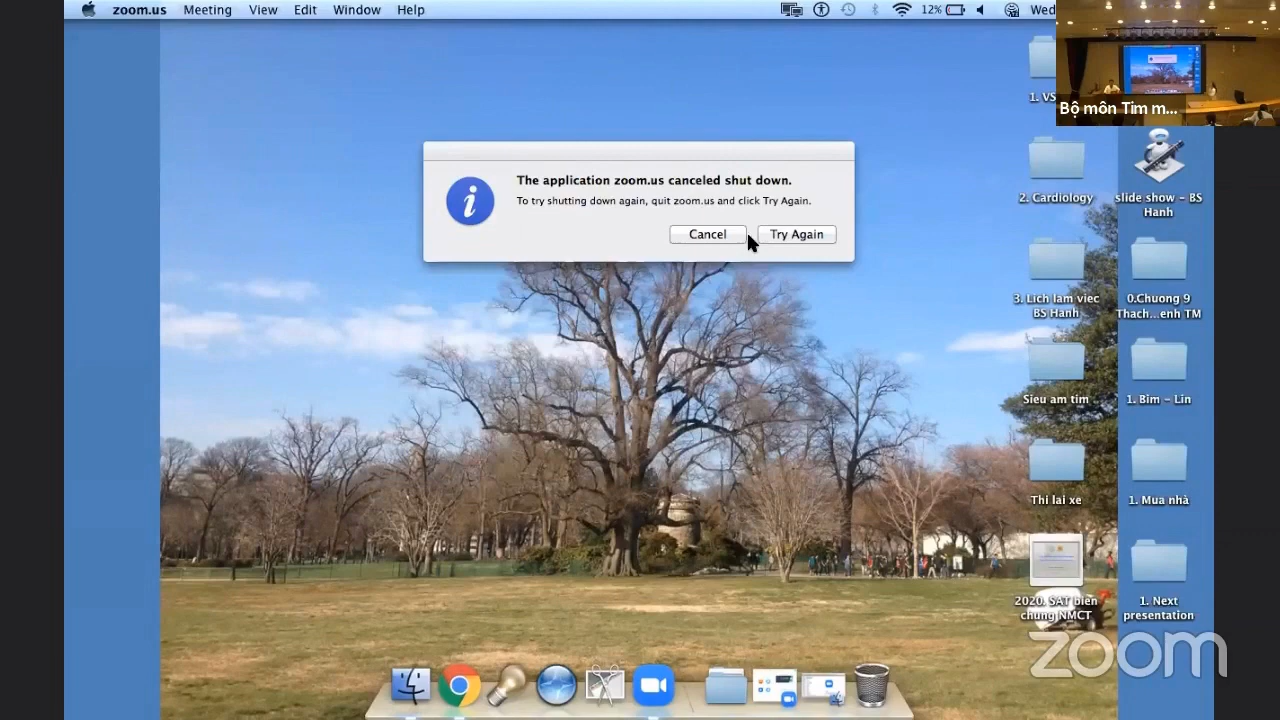 zoom.us Meeting View Edit Window Help
12%
Wed
Bộ môn Tim m...
The application zoom.us canceled shut down.
To try shutting down again, quit zoom.us and click Try Again.
Cancel
Try Again
1. VS
2. Cardiology
slide show - BS
Hanh
3. Lich lam viec
BS Hanh
0.Chuong 9
Thach...enh TM
Sieu am tim
1. Bim - Lin
Thi lai xe
1. Mua nhà
2020. SAT bien
chung NMCT
1. Next
presentation
zoom